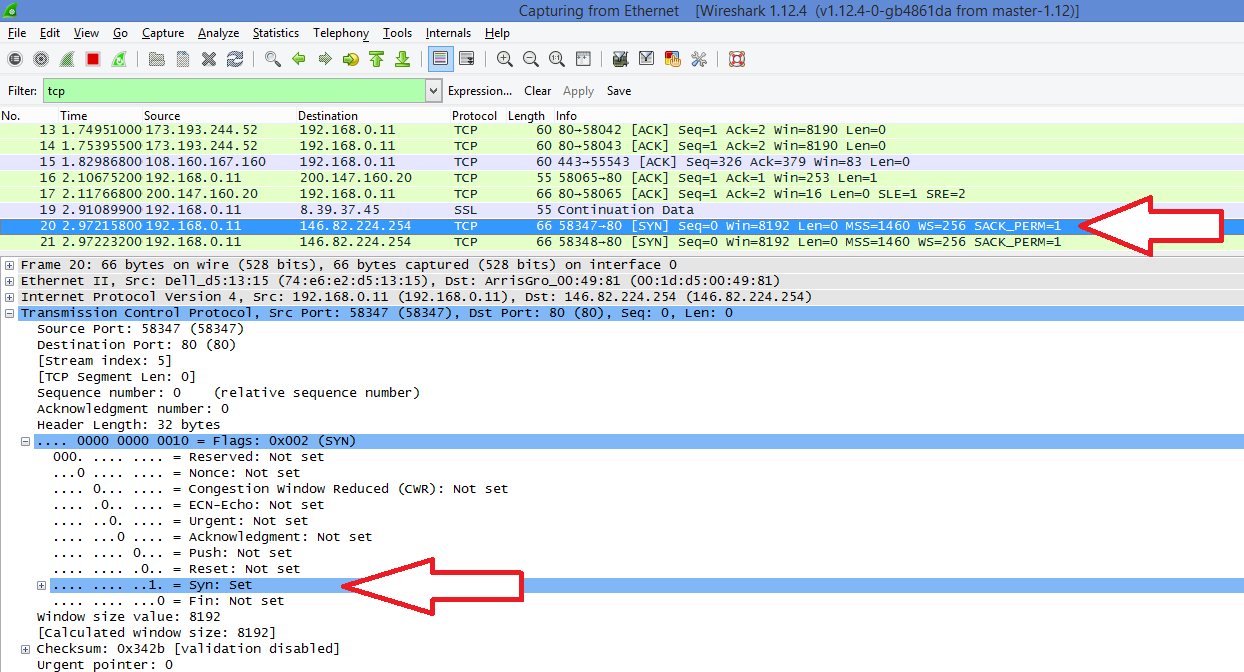 Capturing from Ethernet [Wireshark 1.12.4 (v1.12.4-0-gb4861da from master-1.12)]
File Edit View Go Capture Analyze Statistics Telephony Tools Internals Help
Filter: tcp Expression... Clear Apply Save
No. Time Source Destination Protocol Length Info
13 1.74951000 173.193.244.52 192.168.0.11 TCP 60 80→58042 [ACK] Seq=1 Ack=2 Win=8190 Len=0
14 1.75395500 173.193.244.52 192.168.0.11 TCP 60 80→58043 [ACK] Seq=1 Ack=2 Win=8190 Len=0
15 1.82986800 108.160.167.160 192.168.0.11 TCP 60 443→55543 [ACK] Seq=326 Ack=379 Win=83 Len=0
16 2.10675200 192.168.0.11 200.147.160.20 TCP 55 58065→80 [ACK] Seq=1 Ack=1 Win=253 Len=1
17 2.11766800 200.147.160.20 192.168.0.11 TCP 66 80→58065 [ACK] Seq=1 Ack=2 Win=16 Len=0 SLE=1 SRE=2
19 2.91089900 192.168.0.11 8.39.37.45 SSL 55 Continuation Data
20 2.97215800 192.168.0.11 146.82.224.254 TCP 66 58347→80 [SYN] Seq=0 Win=8192 Len=0 MSS=1460 WS=256 SACK_PERM=1
21 2.97223200 192.168.0.11 146.82.224.254 TCP 66 58348→80 [SYN] Seq=0 Win=8192 Len=0 MSS=1460 WS=256 SACK_PERM=1
Frame 20: 66 bytes on wire (528 bits), 66 bytes captured (528 bits) on interface 0
Ethernet II, Src: Dell_d5:13:15 (74:e6:e2:d5:13:15), Dst: ArrisGro_00:49:81 (00:1d:d5:00:49:81)
Internet Protocol Version 4, Src: 192.168.0.11 (192.168.0.11), Dst: 146.82.224.254 (146.82.224.254)
Transmission Control Protocol, Src Port: 58347 (58347), Dst Port: 80 (80), Seq: 0, Len: 0
Source Port: 58347 (58347)
Destination Port: 80 (80)
[Stream index: 5]
[TCP Segment Len: 0]
Sequence number: 0 (relative sequence number)
Acknowledgment number: 0
Header Length: 32 bytes
.... 0000 0000 0010 = Flags: 0x002 (SYN)
000. .... .... = Reserved: Not set
...0 .... .... = Nonce: Not set
.... 0... .... = Congestion Window Reduced (CWR): Not set
.... .0.. .... = ECN-Echo: Not set
.... ..0. .... = Urgent: Not set
.... ...0 .... = Acknowledgment: Not set
.... .... 0... = Push: Not set
.... .... .0.. = Reset: Not set
.... .... ..1. = Syn: Set
.... .... ...0 = Fin: Not set
Window size value: 8192
[Calculated window size: 8192]
Checksum: 0x342b [validation disabled]
Urgent pointer: 0